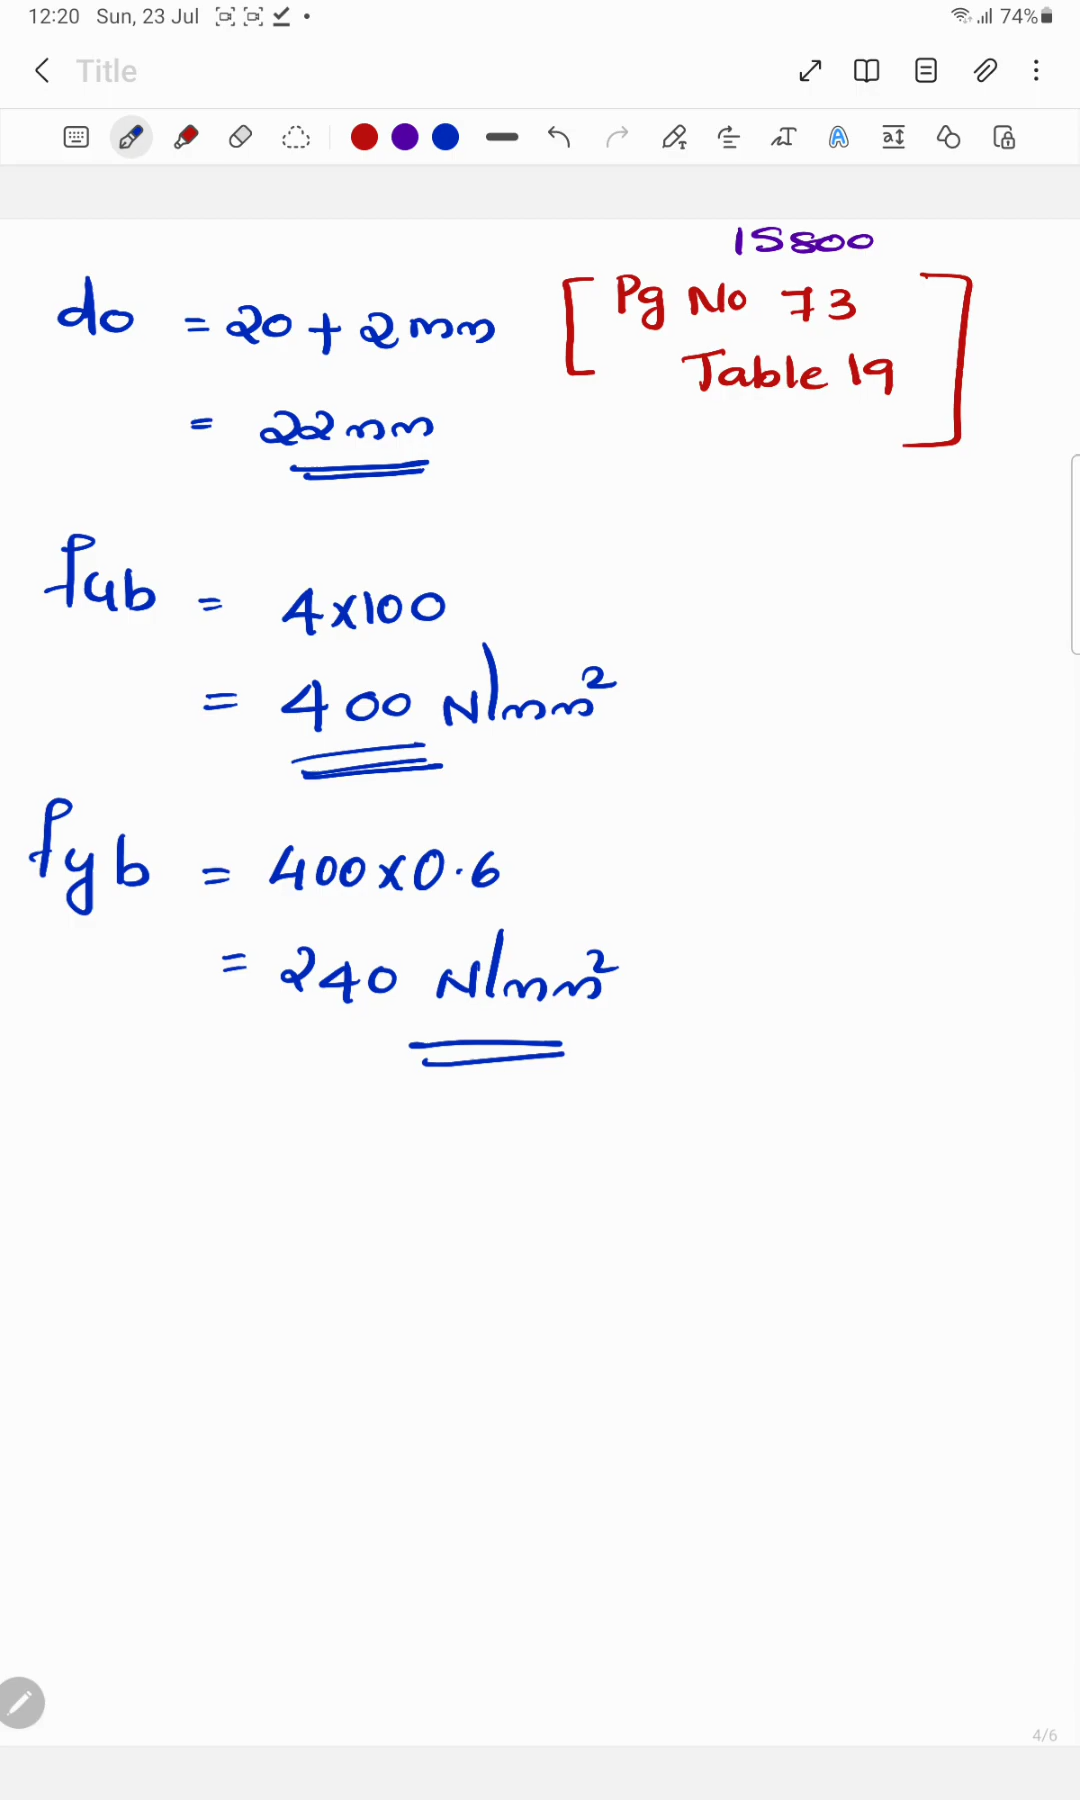 12:20 Sun, 23 Jul 74%
Title
IS800
do = 20 + 2mm [Pg No 73
Table 19]
= 22mm
fub = 4x100
= 400 N/mm²
fyb = 400x0.6
= 240 N/mm²
4/6